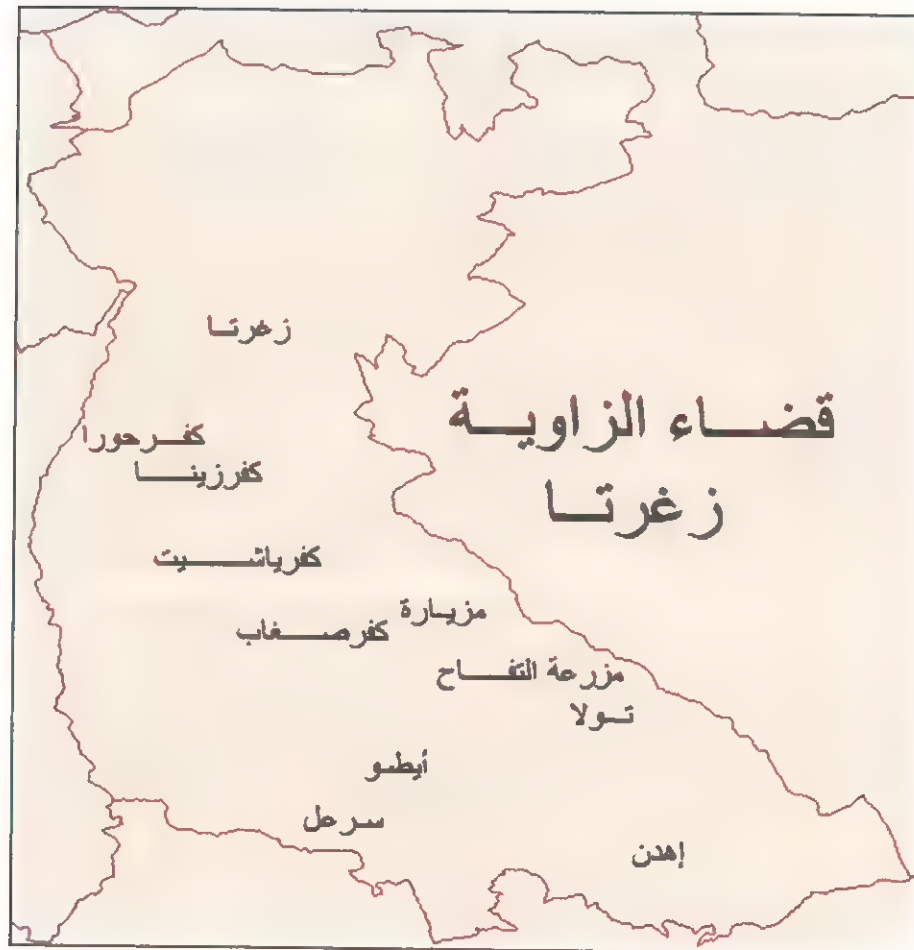 زغرتا
قضاء الزاوية
زغرتا
كفرحورا
كفرزينا
كفرياشيت
مزيارة
كفرصغاب
مزرعة التفاح
تولا
أيطو
سرعل
إهدن